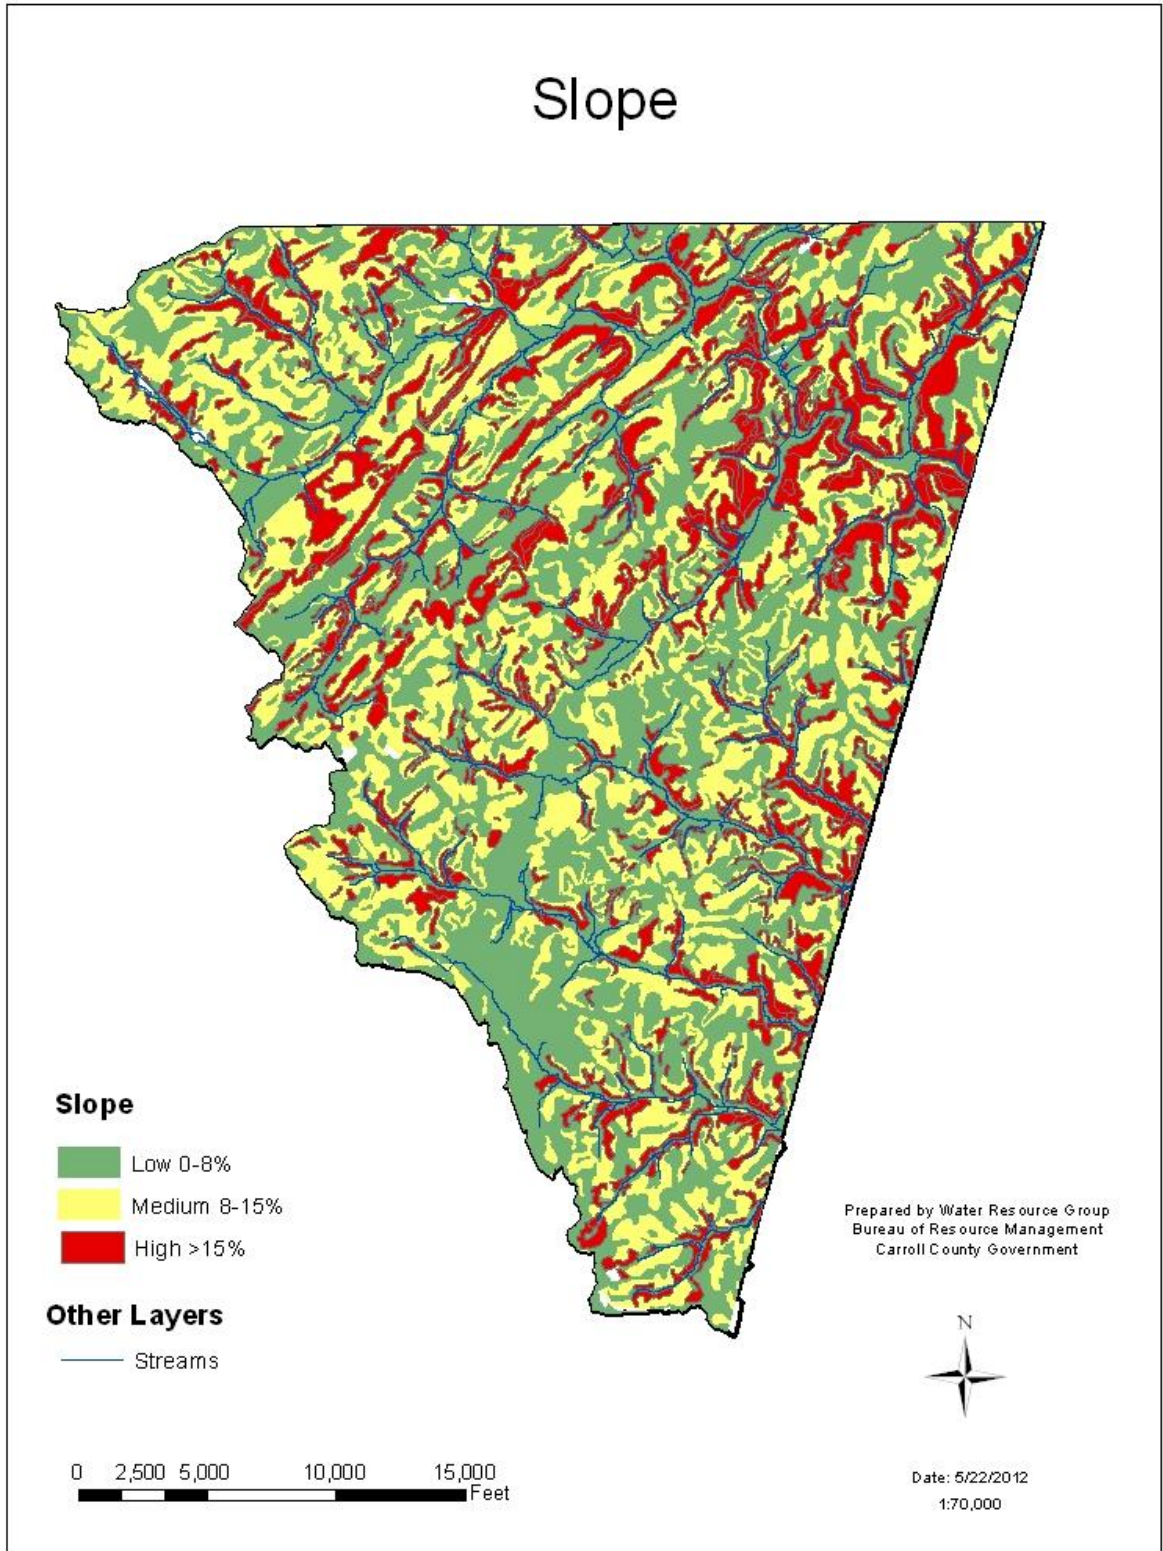 Slope
Slope
Low 0-8%
Medium 8-15%
High >15%
Other Layers
Streams
0 2,500 5,000 10,000 15,000
Feet
Prepared by Water Resource Group
Bureau of Resource Management
Carroll County Government
N
Date: 5/22/2012
1:70,000